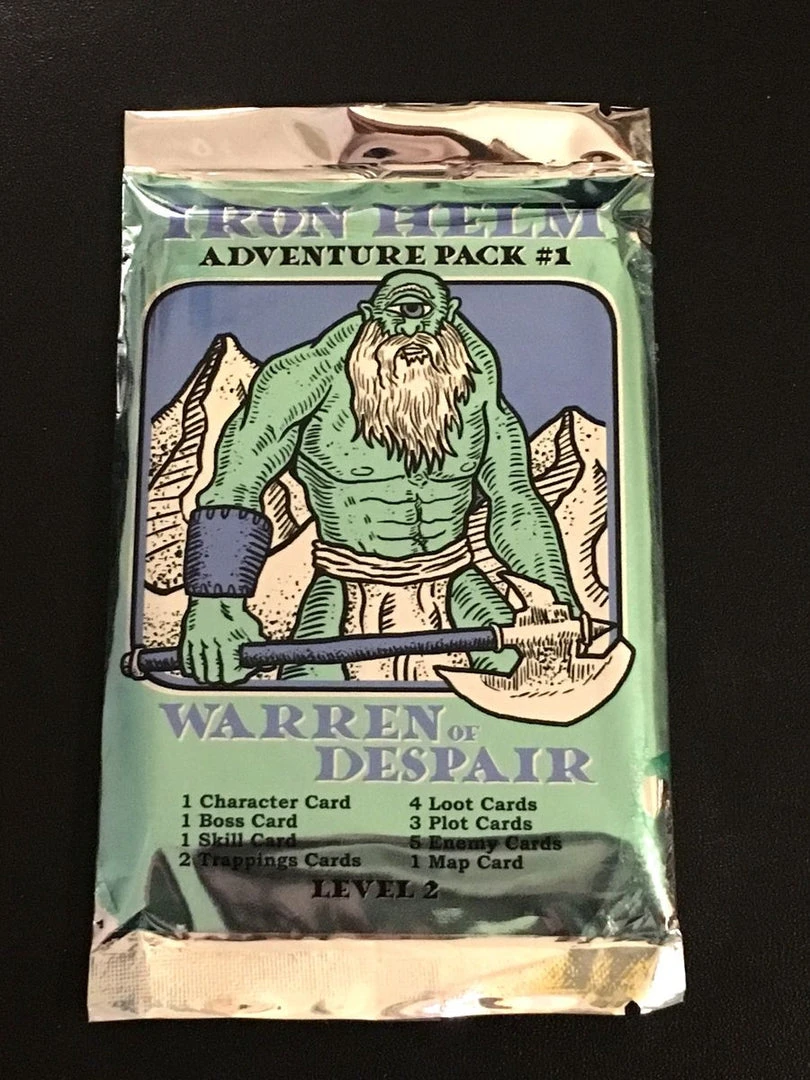 IRON HELM
ADVENTURE PACK #1
WARREN OF
DESPAIR
1 Character Card
1 Boss Card
1 Skill Card
2 Trappings Cards
4 Loot Cards
3 Plot Cards
5 Enemy Cards
1 Map Card
LEVEL 2